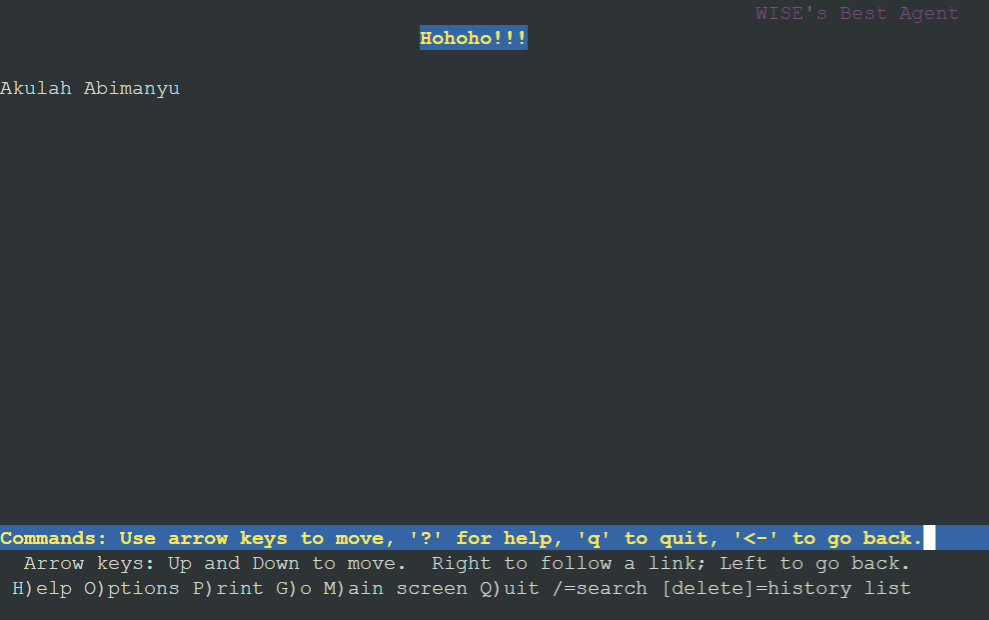 WISE's Best Agent
Hohoho!!!
Akulah Abimanyu
Commands: Use arrow keys to move, '?' for help, 'q' to quit, '<-' to go back.
Arrow keys: Up and Down to move.  Right to follow a link; Left to go back.
H)elp O)ptions P)rint G)o M)ain screen Q)uit /=search [delete]=history list